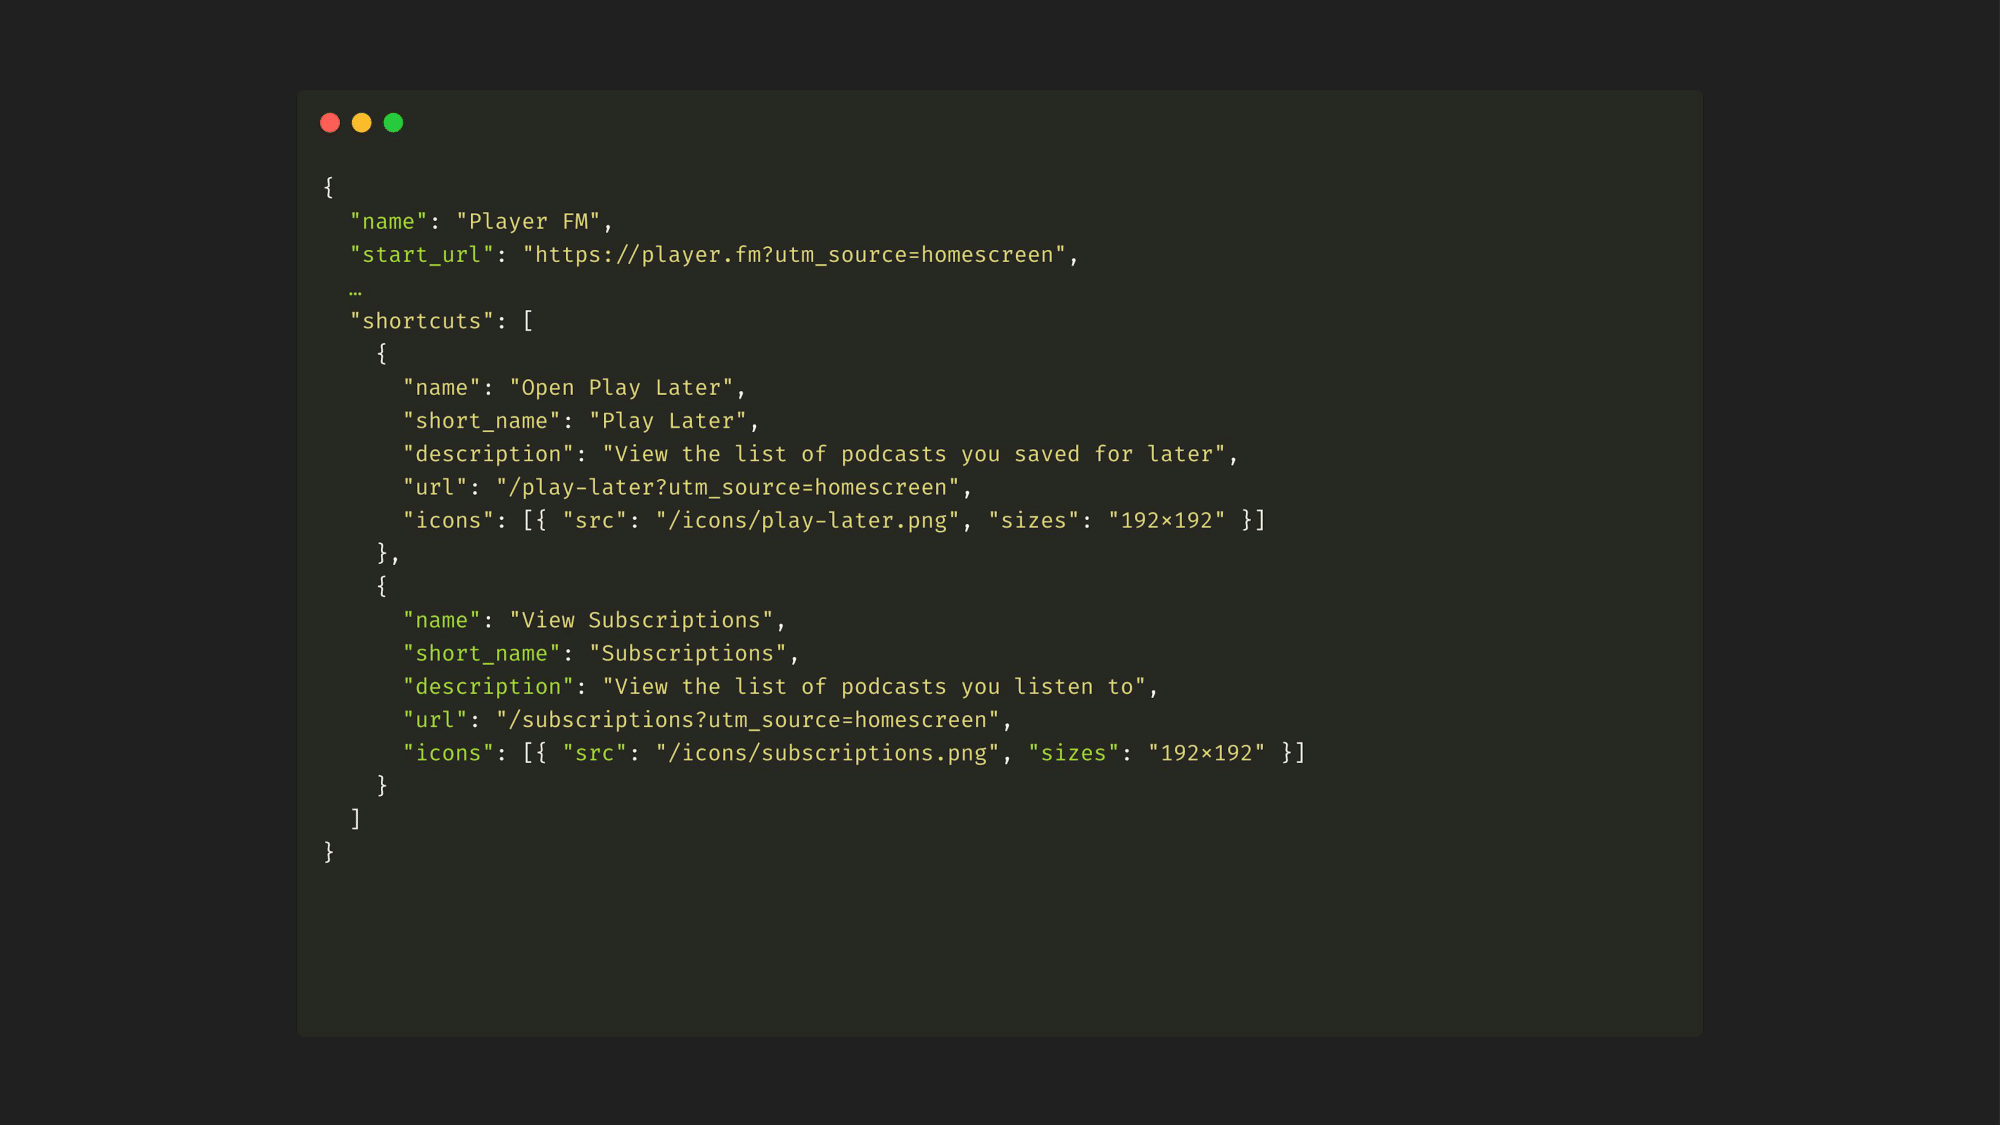 {
  "name": "Player FM",
  "start_url": "https://player.fm?utm_source=homescreen",
  …
  "shortcuts": [
    {
      "name": "Open Play Later",
      "short_name": "Play Later",
      "description": "View the list of podcasts you saved for later",
      "url": "/play-later?utm_source=homescreen",
      "icons": [{ "src": "/icons/play-later.png", "sizes": "192×192" }]
    },
    {
      "name": "View Subscriptions",
      "short_name": "Subscriptions",
      "description": "View the list of podcasts you listen to",
      "url": "/subscriptions?utm_source=homescreen",
      "icons": [{ "src": "/icons/subscriptions.png", "sizes": "192×192" }]
    }
  ]
}